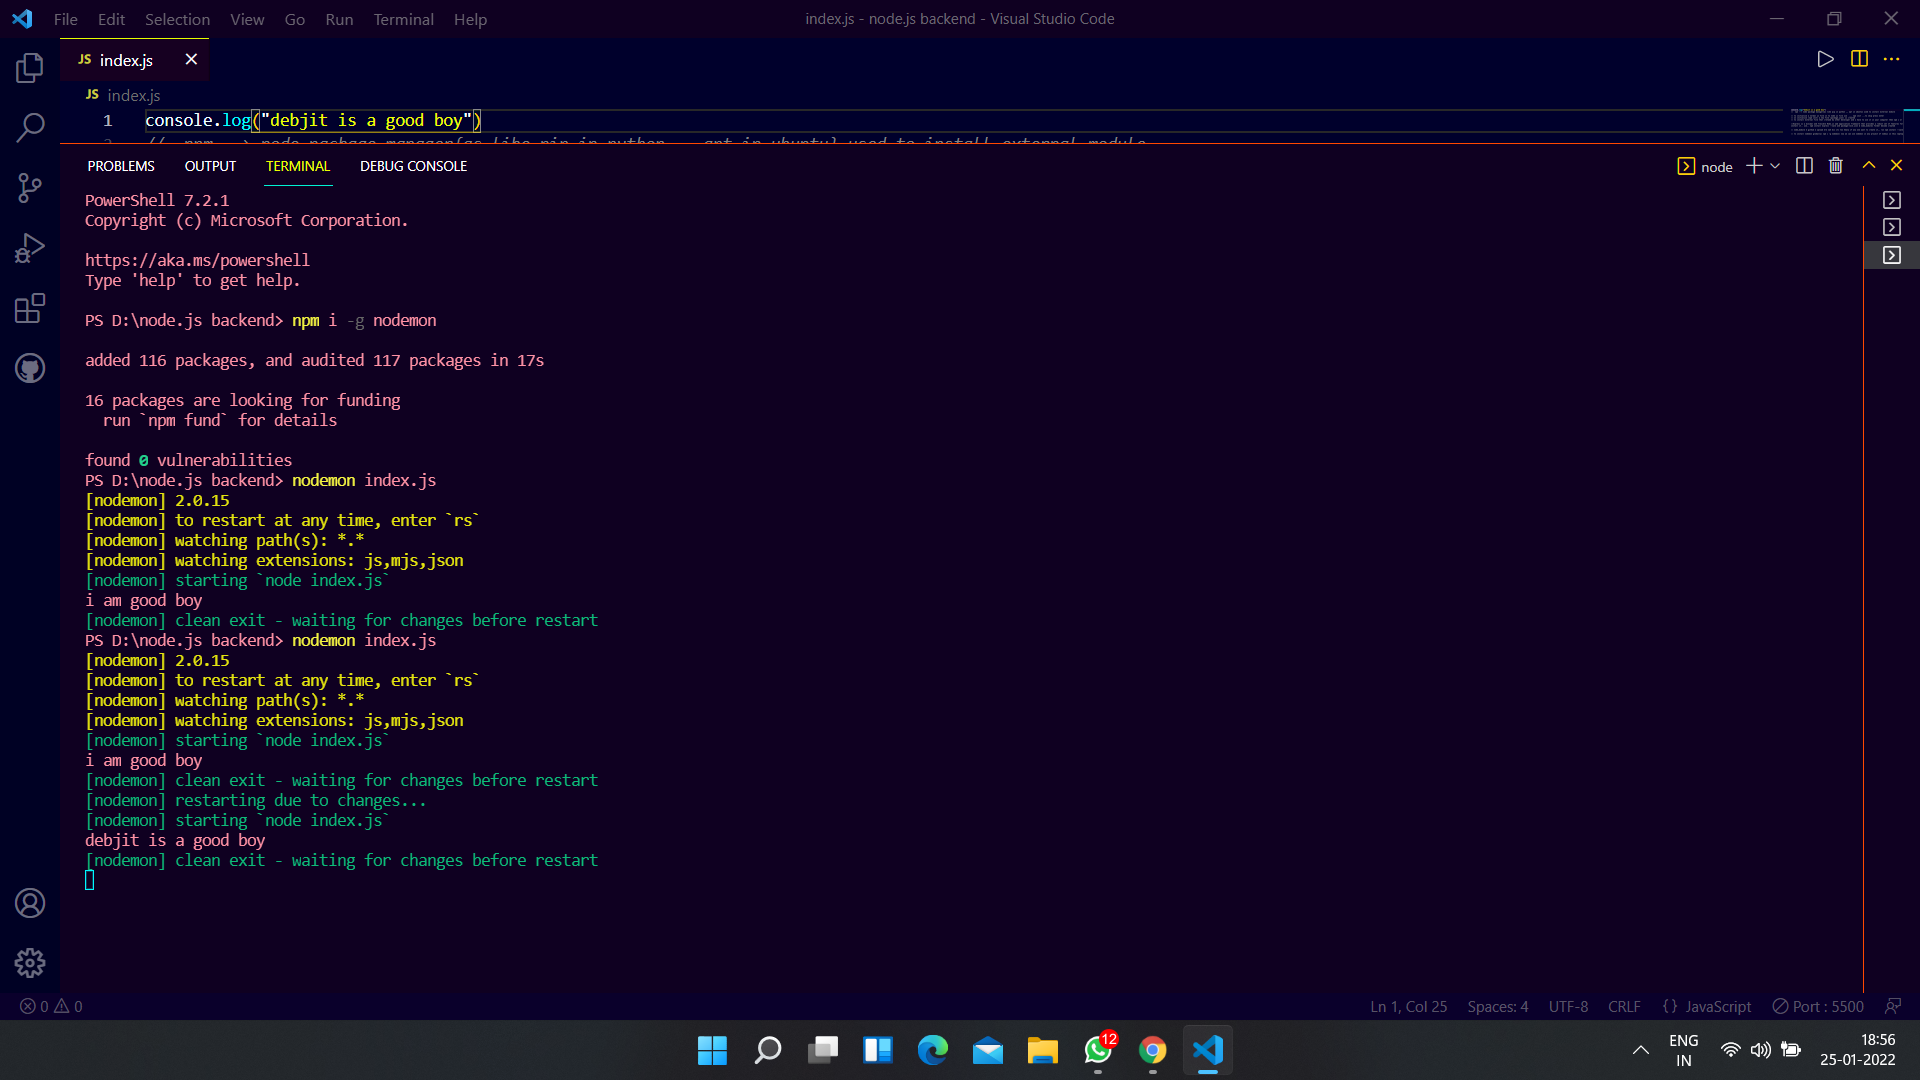 File Edit Selection View Go Run Terminal Help
index.js - node.js backend - Visual Studio Code
JS index.js
JS index.js
1 console.log("debjit is a good boy")
PROBLEMS OUTPUT TERMINAL DEBUG CONSOLE
node
PowerShell 7.2.1
Copyright (c) Microsoft Corporation.
https://aka.ms/powershell
Type 'help' to get help.
PS D:\node.js backend> npm i -g nodemon
added 116 packages, and audited 117 packages in 17s
16 packages are looking for funding
run `npm fund` for details
found 0 vulnerabilities
PS D:\node.js backend> nodemon index.js
[nodemon] 2.0.15
[nodemon] to restart at any time, enter `rs`
[nodemon] watching path(s): *.*
[nodemon] watching extensions: js,mjs,json
[nodemon] starting `node index.js`
i am good boy
[nodemon] clean exit - waiting for changes before restart
PS D:\node.js backend> nodemon index.js
[nodemon] 2.0.15
[nodemon] to restart at any time, enter `rs`
[nodemon] watching path(s): *.*
[nodemon] watching extensions: js,mjs,json
[nodemon] starting `node index.js`
i am good boy
[nodemon] clean exit - waiting for changes before restart
[nodemon] restarting due to changes...
[nodemon] starting `node index.js`
debjit is a good boy
[nodemon] clean exit - waiting for changes before restart
0 0
Ln 1, Col 25 Spaces: 4 UTF-8 CRLF {} JavaScript Port : 5500
12
ENG
IN
18:56
25-01-2022